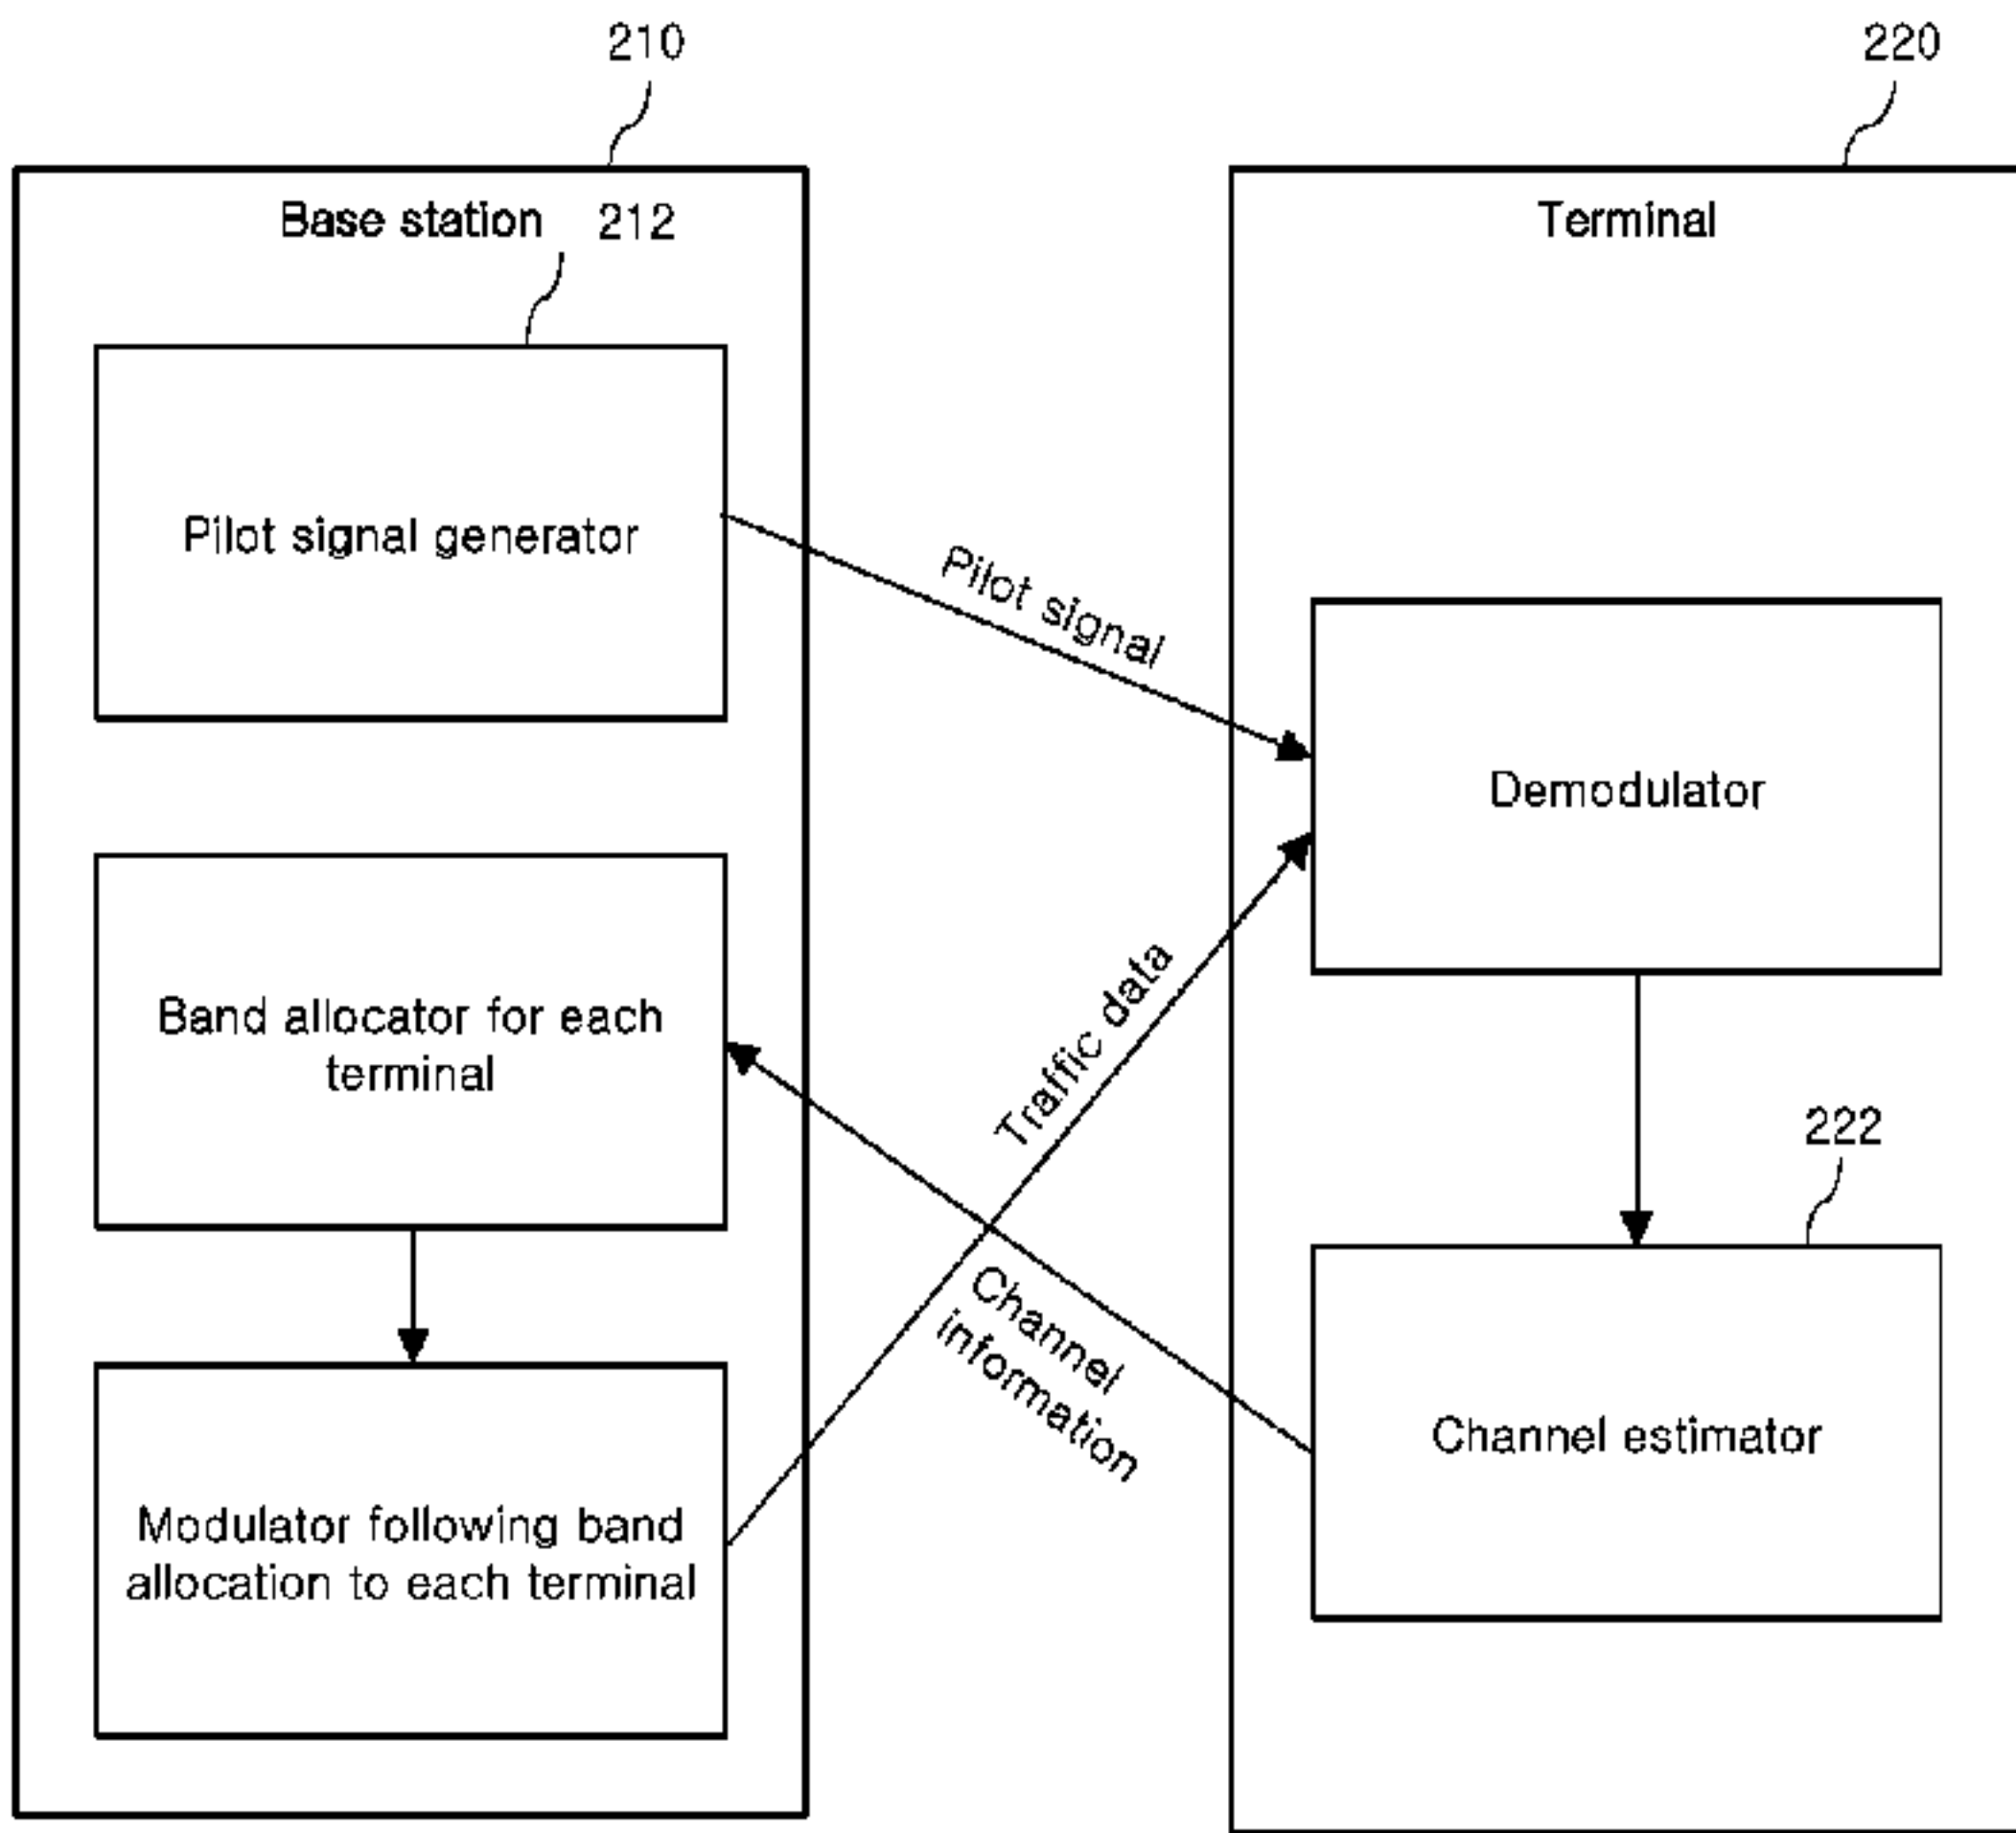 210
220
Base station
212
Terminal
Pilot signal generator
Pilot signal
Demodulator
Band allocator for each
terminal
Traffic data
222
Channel
information
Channel estimator
Modulator following band
allocation to each terminal